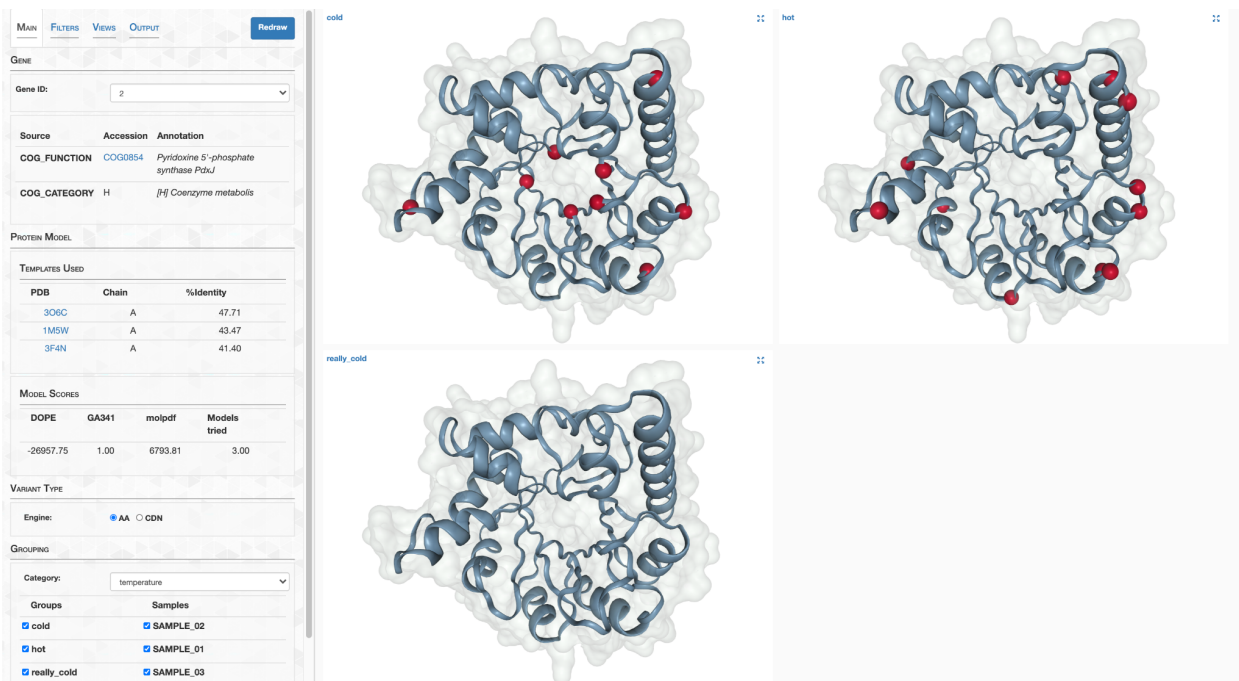 MAIN FILTERS VIEWS OUTPUT Redraw
GENE
Gene ID: 2
Source Accession Annotation
COG_FUNCTION COG0854 Pyridoxine 5'-phosphate
synthase PdxJ
COG_CATEGORY H [H] Coenzyme metabolis
PROTEIN MODEL
TEMPLATES USED
PDB Chain %Identity
3O6C A 47.71
1M5W A 43.47
3F4N A 41.40
MODEL SCORES
DOPE GA341 molpdf Models
tried
-26957.75 1.00 6793.81 3.00
VARIANT TYPE
Engine: AA CDN
GROUPING
Category: temperature
Groups Samples
cold SAMPLE_02
hot SAMPLE_01
really_cold SAMPLE_03
cold
hot
really_cold